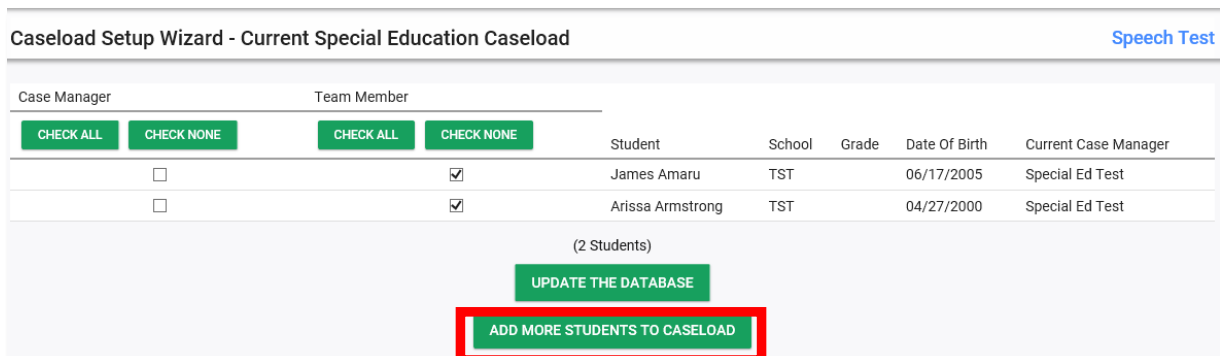 Caseload Setup Wizard - Current Special Education Caseload Speech Test
Case Manager Team Member
CHECK ALL CHECK NONE CHECK ALL CHECK NONE Student School Grade Date Of Birth Current Case Manager
James Amaru TST 06/17/2005 Special Ed Test
Arissa Armstrong TST 04/27/2000 Special Ed Test
(2 Students)
UPDATE THE DATABASE
ADD MORE STUDENTS TO CASELOAD